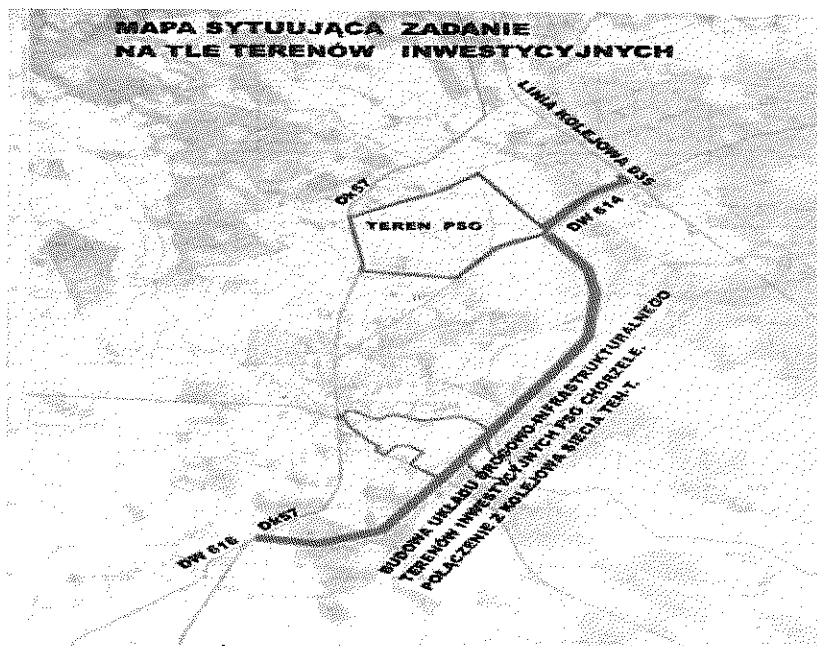 MAPA SYTUUJĄCA ZADANIE
NA TLE TERENÓW INWESTYCYJNYCH
LINIA KOLEJOWA 035
DK57
TEREN PSG
DW 614
BUDOWA UKŁADU DROGOWO-INFRASTRUKTURALNEGO
TERENÓW INWESTYCYJNYCH PSG CHORZELE.
POŁĄCZENIE Z KOLEJOWĄ SIECIĄ TEN-T.
DK57
DW 616